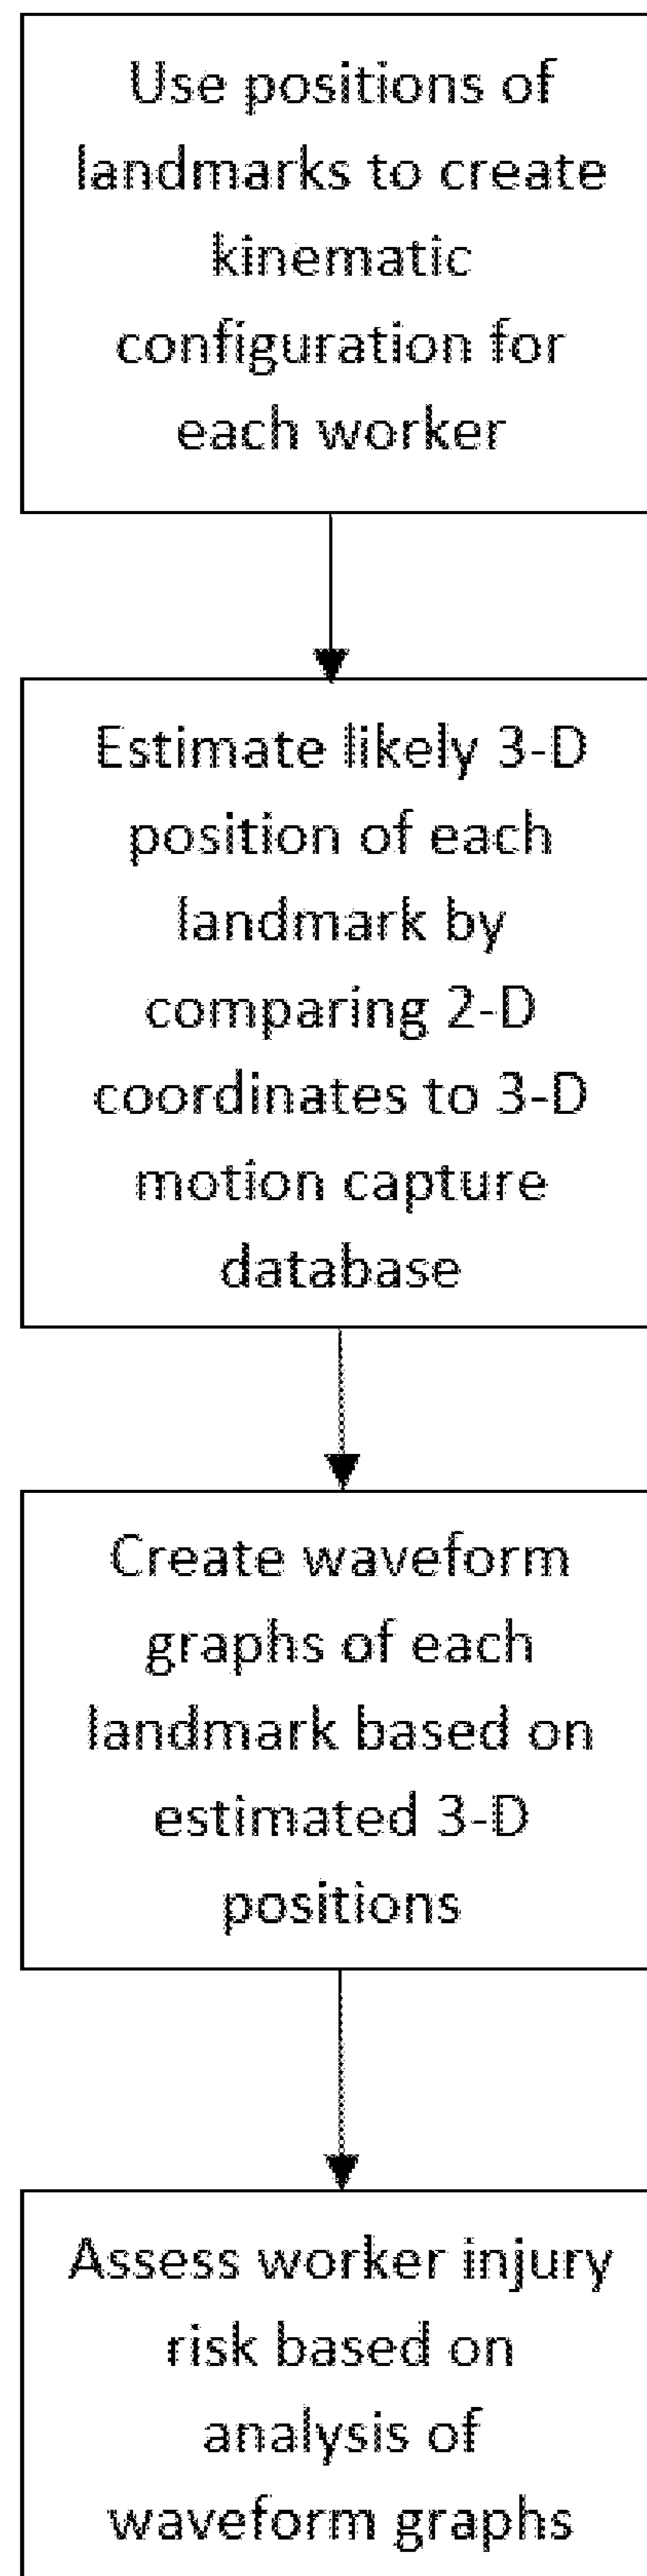 Use positions of
landmarks to create
kinematic
configuration for
each worker
Estimate likely 3-D
position of each
landmark by
comparing 2-D
coordinates to 3-D
motion capture
database
Create waveform
graphs of each
landmark based on
estimated 3-D
positions
Assess worker injury
risk based on
analysis of
waveform graphs